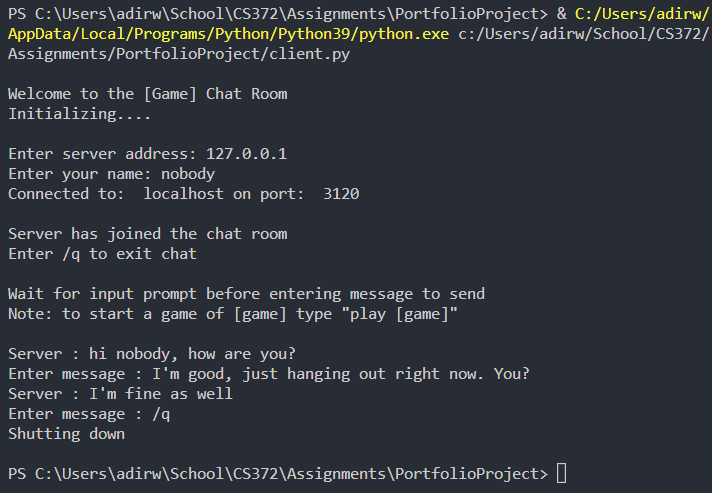 PS C:\Users\adirw\School\CS372\Assignments\PortfolioProject> & C:/Users/adirw/
AppData/Local/Programs/Python/Python39/python.exe c:/Users/adirw/School/CS372/
Assignments/PortfolioProject/client.py
Welcome to the [Game] Chat Room
Initializing....
Enter server address: 127.0.0.1
Enter your name: nobody
Connected to:  localhost on port:  3120
Server has joined the chat room
Enter /q to exit chat
Wait for input prompt before entering message to send
Note: to start a game of [game] type "play [game]"
Server : hi nobody, how are you?
Enter message : I'm good, just hanging out right now. You?
Server : I'm fine as well
Enter message : /q
Shutting down
PS C:\Users\adirw\School\CS372\Assignments\PortfolioProject>